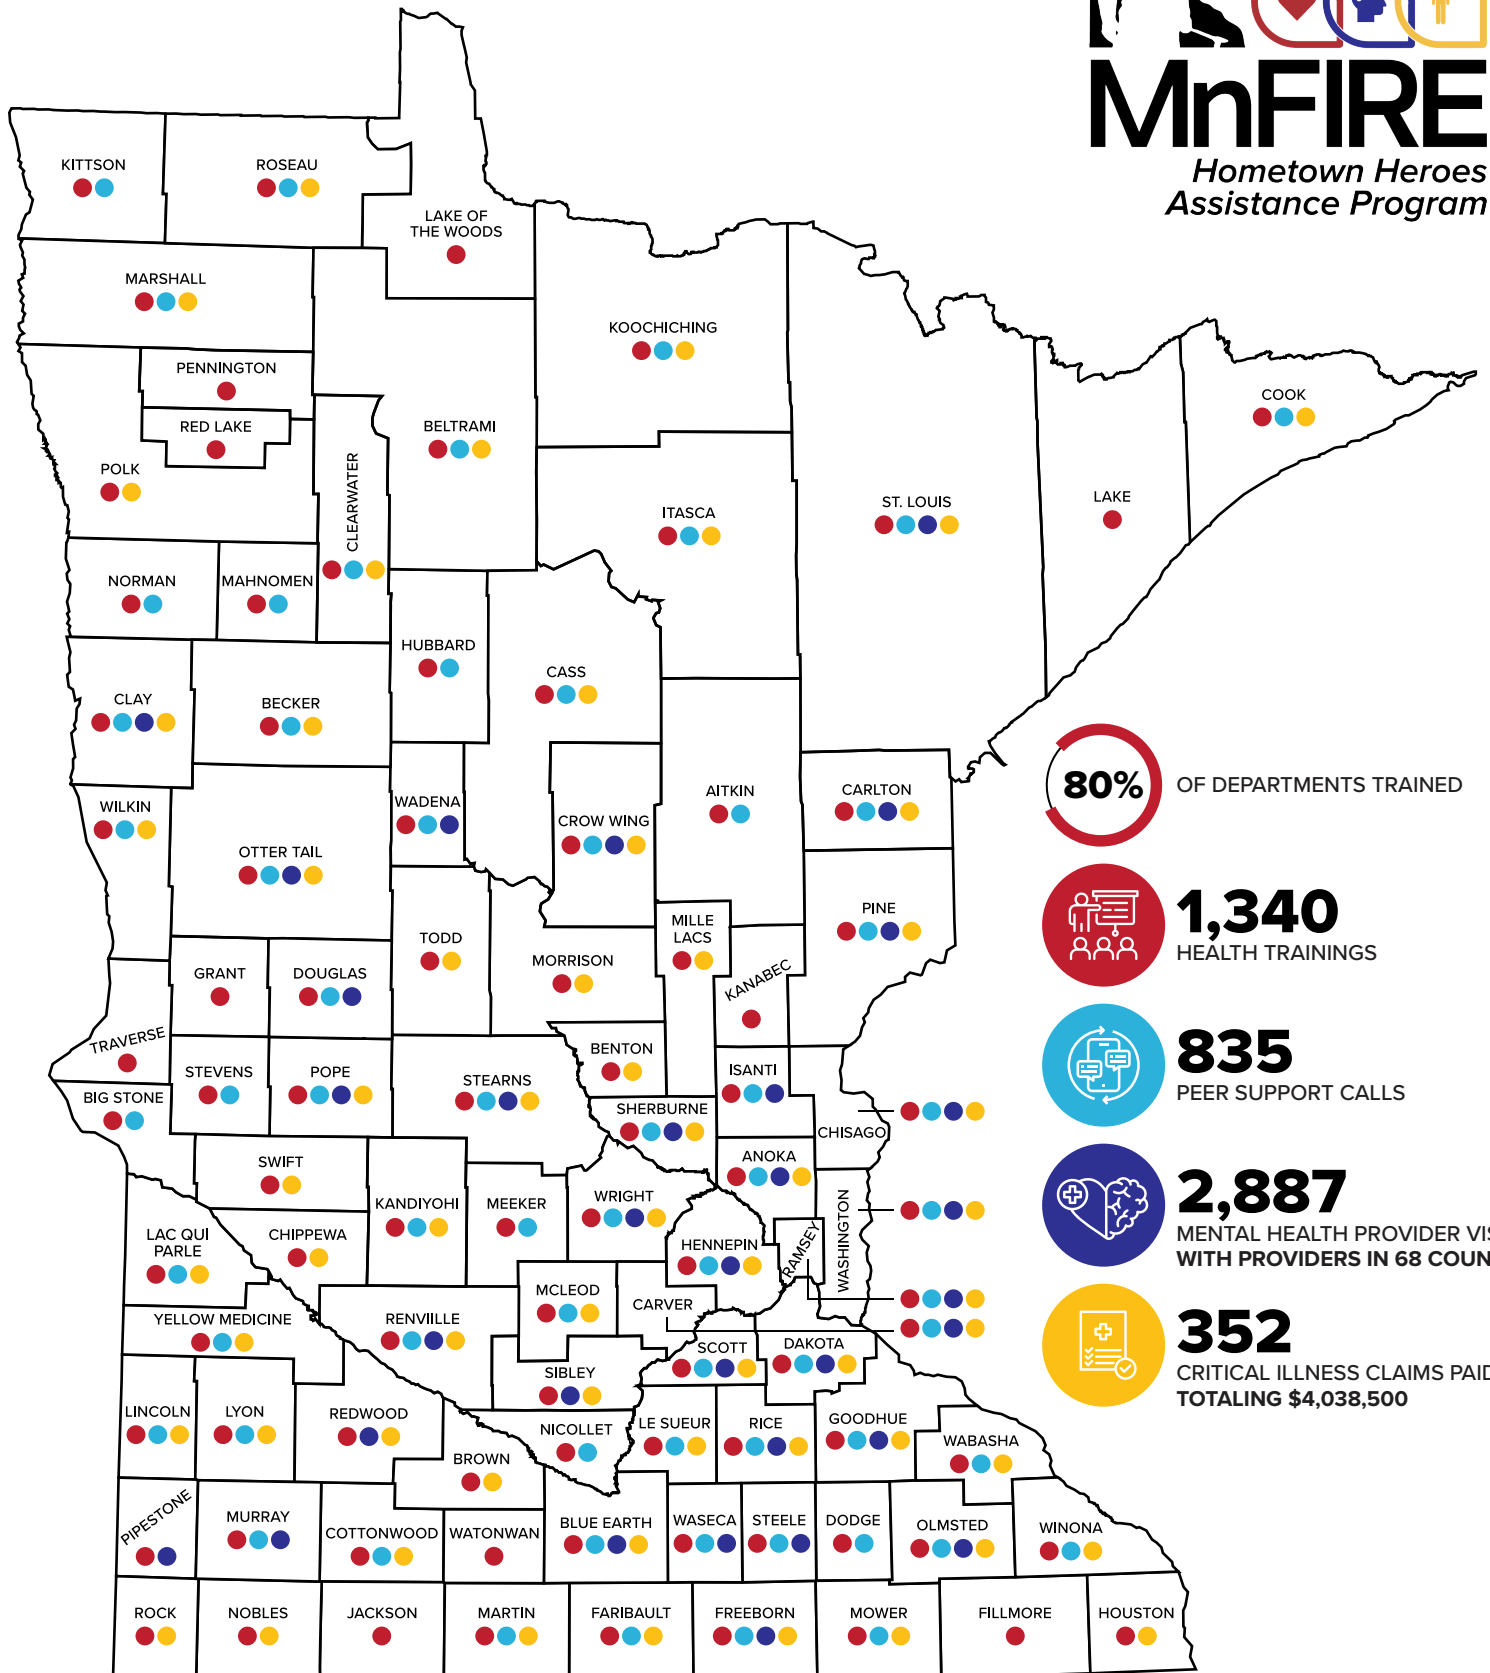 MnFIRE
Hometown Heroes
Assistance Program
KITTSON
ROSEAU
LAKE OF
THE WOODS
MARSHALL
KOOCHICHING
PENNINGTON
RED LAKE
POLK
CLEARWATER
BELTRAMI
ITASCA
ST. LOUIS
LAKE
COOK
NORMAN
MAHNOMEN
HUBBARD
CASS
CLAY
BECKER
WILKIN
OTTER TAIL
WADENA
CROW WING
AITKIN
CARLTON
PINE
TODD
MORRISON
MILLE
LACS
KANABEC
GRANT
DOUGLAS
TRAVERSE
STEVENS
POPE
STEARNS
BENTON
ISANTI
BIG STONE
SHERBURNE
CHISAGO
SWIFT
KANDIYOHI
MEEKER
WRIGHT
ANOKA
LAC QUI
PARLE
CHIPPEWA
HENNEPIN
RAMSEY
WASHINGTON
MCLEOD
CARVER
YELLOW MEDICINE
RENVILLE
SIBLEY
SCOTT
DAKOTA
LINCOLN
LYON
REDWOOD
NICOLLET
LE SUEUR
RICE
GOODHUE
WABASHA
BROWN
PIPESTONE
MURRAY
COTTONWOOD
WATONWAN
BLUE EARTH
WASECA
STEELE
DODGE
OLMSTED
WINONA
ROCK
NOBLES
JACKSON
MARTIN
FARIBAULT
FREEBORN
MOWER
FILLMORE
HOUSTON
80%
OF DEPARTMENTS TRAINED
1,340
HEALTH TRAININGS
835
PEER SUPPORT CALLS
2,887
MENTAL HEALTH PROVIDER VIS
WITH PROVIDERS IN 68 COUN
352
CRITICAL ILLNESS CLAIMS PAID
TOTALING $4,038,500